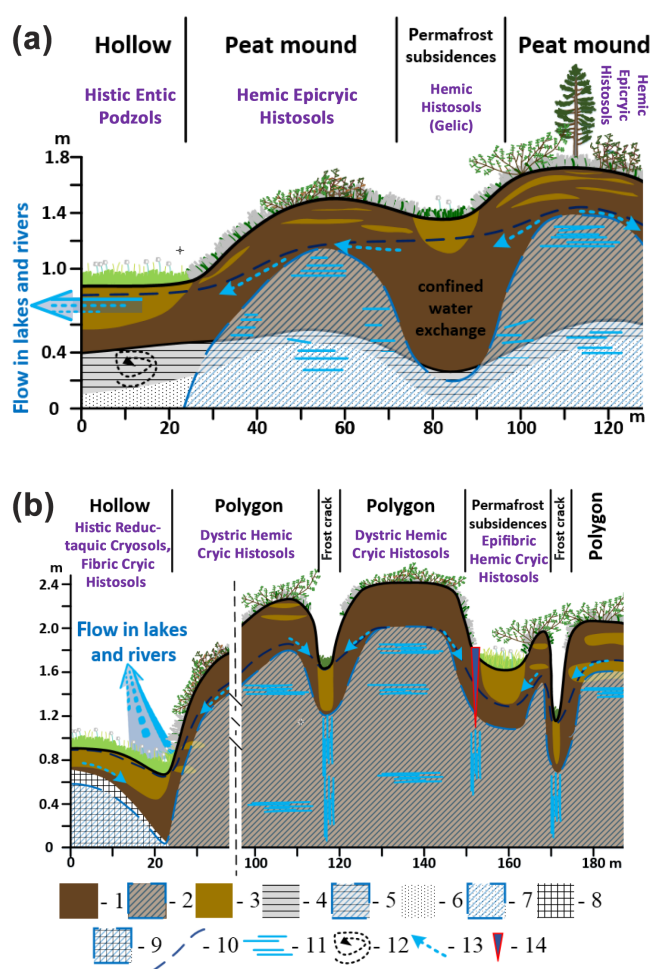 (a)
Hollow
Peat mound
Permafrost
subsidences
Peat mound
Histic Entic
Podzols
Hemic Epicryic
Histosols
Hemic
Histosols
(Gelic)
Hemic
Epicryic
Histosols
m
1.8
1.4
1.0
0.4
0
Flow in lakes and rivers
confined
water
exchange
20
40
60
80
100
120
m
(b)
Hollow
Polygon
Frost crack
Polygon
Permafrost
subsidences
Frost crack
Polygon
Histic Reduc-
taquic Cryosols,
Fibric Cryic
Histosols
Dystric Hemic
Cryic Histosols
Dystric Hemic
Cryic Histosols
Epifibric
Hemic Cryic
Histosols
m
2.4
2.0
1.6
1.2
0.8
0.4
0
Flow in lakes
and rivers
0
20
100
120
140
160
180 m
- 1
- 2
- 3
- 4
- 5
- 6
- 7
- 8
- 9
- 10
- 11
- 12
- 13
- 14